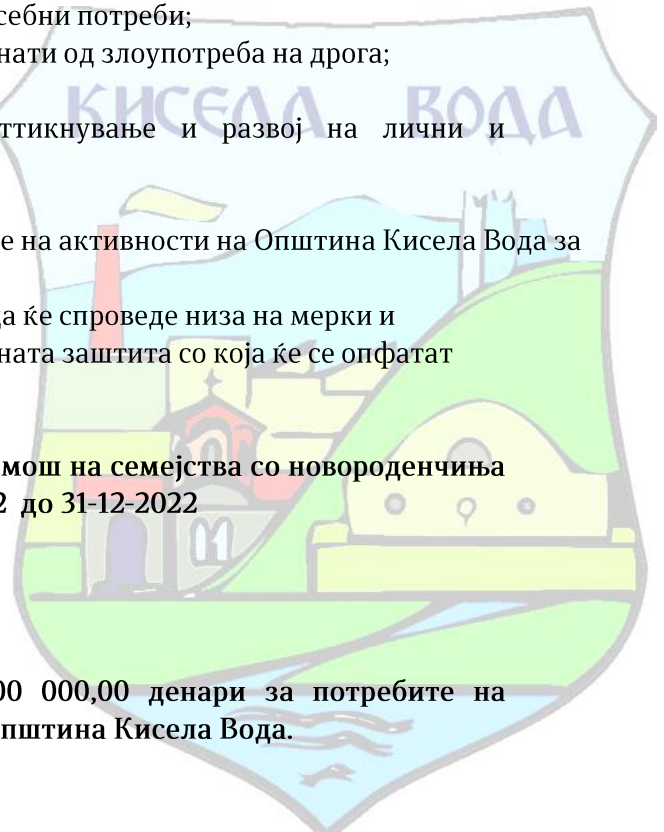 себни потреби;
нати од злоупотреба на дрога;
КИСЕЛА ВОДА
ттикнување и развој на лични и
е на активности на Општина Кисела Вода за
а ќе спроведе низа на мерки и
ната заштита со која ќе се опфатат
мош на семејства со новороденчиња
2 до 31-12-2022
00 000,00 денари за потребите на
пштина Кисела Вода.